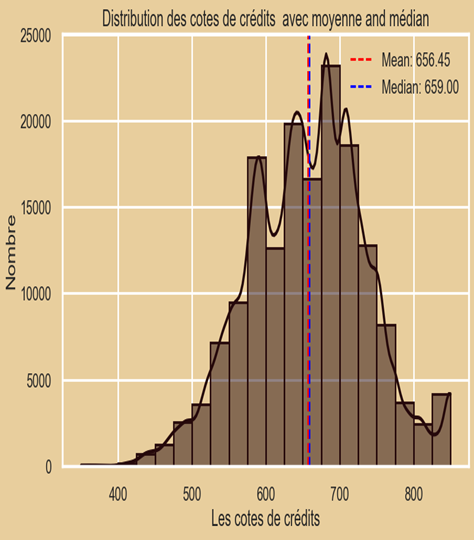 Distribution des cotes de crédits avec moyenne and médian
25000
20000
15000
10000
5000
0
Nombre
Mean: 656.45
Median: 659.00
400 500 600 700 800
Les cotes de crédits